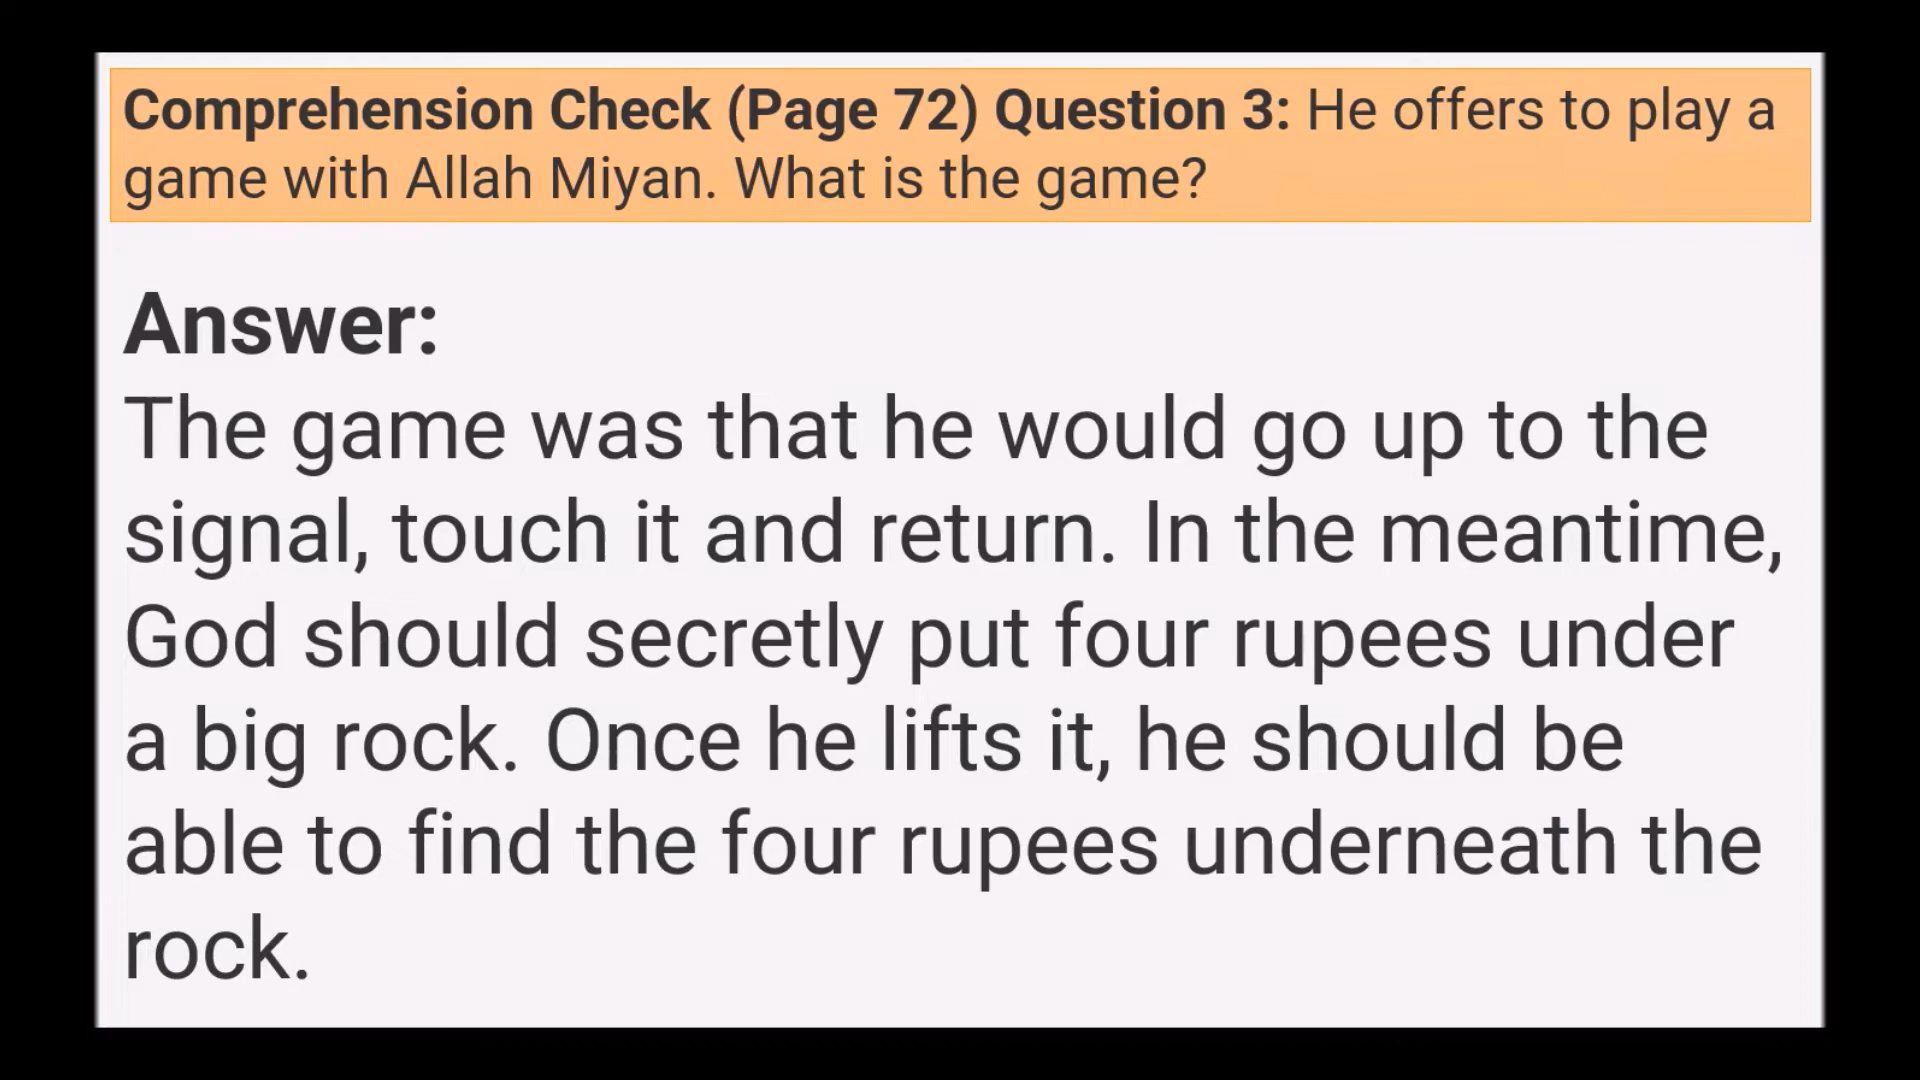 Comprehension Check (Page 72) Question 3: He offers to play a
game with Allah Miyan. What is the game?
Answer:
The game was that he would go up to the
signal, touch it and return. In the meantime,
God should secretly put four rupees under
a big rock. Once he lifts it, he should be
able to find the four rupees underneath the
rock.